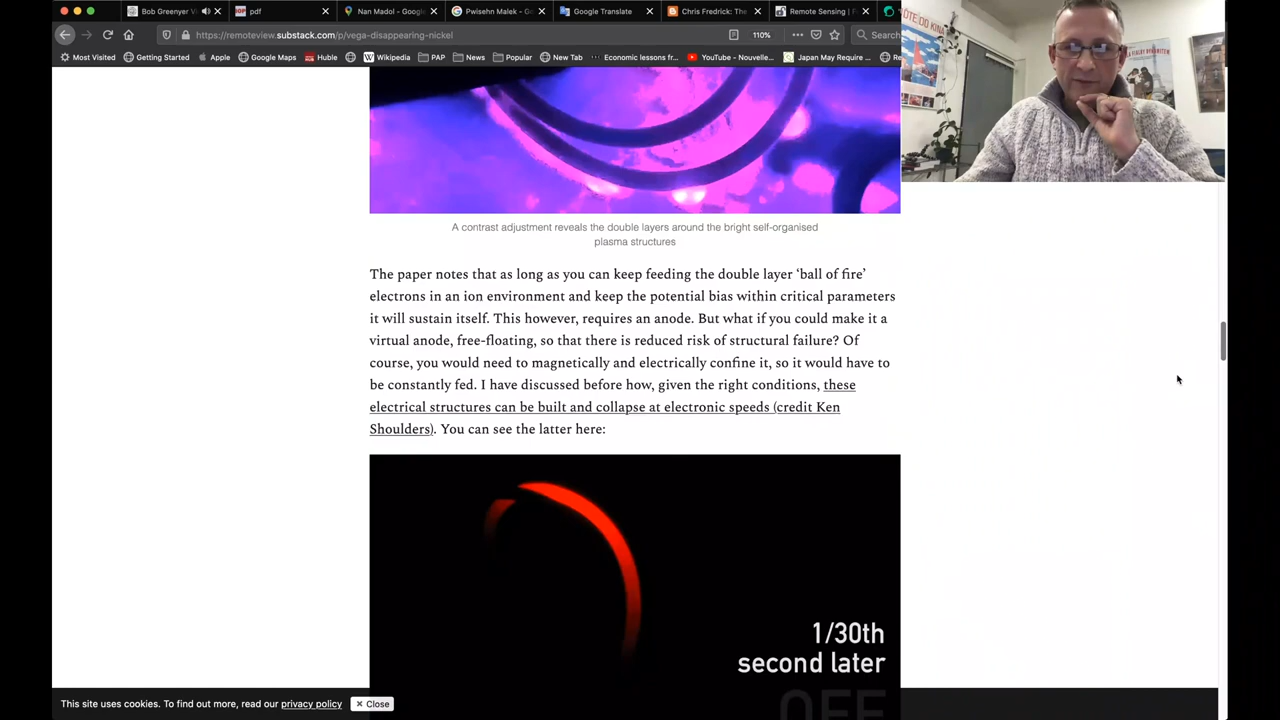 Bob Greenyer V
pdf
Nan Madol - Google
Pwisehn Malek - G
Google Translate
Chris Fredrick: The
Remote Sensing | F
https://remoteview.substack.com/p/vega-disappearing-nickel
110%
Search
Most Visited
Getting Started
Apple
Google Maps
Huble
Wikipedia
PAP
News
Popular
New Tab
Economic lessons fr...
YouTube - Nouvelle...
Japan May Require ...
Re
A contrast adjustment reveals the double layers around the bright self-organised
plasma structures
The paper notes that as long as you can keep feeding the double layer ‘ball of fire’
electrons in an ion environment and keep the potential bias within critical parameters
it will sustain itself. This however, requires an anode. But what if you could make it a
virtual anode, free-floating, so that there is reduced risk of structural failure? Of
course, you would need to magnetically and electrically confine it, so it would have to
be constantly fed. I have discussed before how, given the right conditions, these
electrical structures can be built and collapse at electronic speeds (credit Ken
Shoulders). You can see the latter here:
1/30th
second later
OFF
This site uses cookies. To find out more, read our privacy policy
× Close